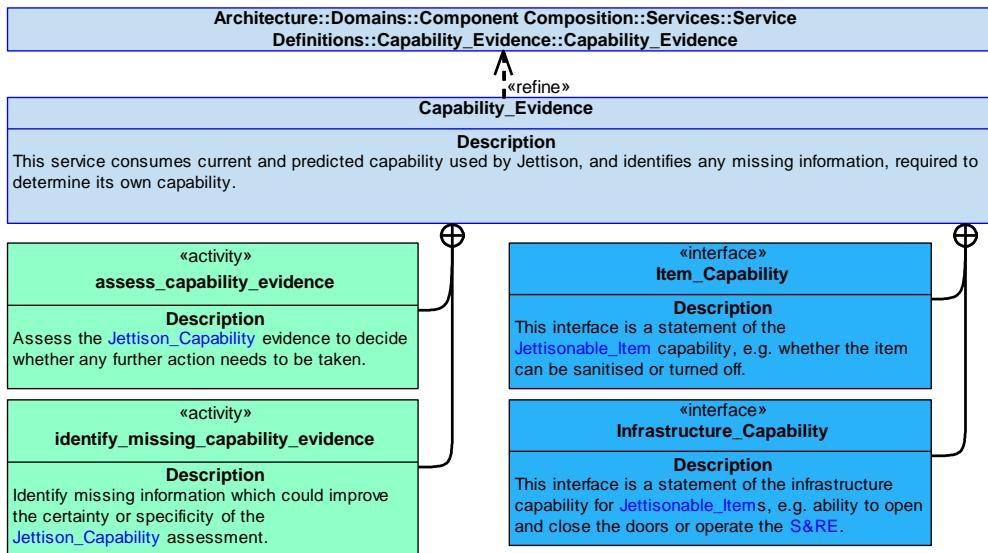 Architecture::Domains::Component Composition::Services::Service
Definitions::Capability_Evidence::Capability_Evidence
«refine»
Capability_Evidence
Description
This service consumes current and predicted capability used by Jettison, and identifies any missing information, required to
determine its own capability.
«activity»
assess_capability_evidence
Description
Assess the Jettison_Capability evidence to decide
whether any further action needs to be taken.
«interface»
Item_Capability
Description
This interface is a statement of the
Jettisonable_Item capability, e.g. whether the item
can be sanitised or turned off.
«activity»
identify_missing_capability_evidence
Description
Identify missing information which could improve
the certainty or specificity of the
Jettison_Capability assessment.
«interface»
Infrastructure_Capability
Description
This interface is a statement of the infrastructure
capability for Jettisonable_Items, e.g. ability to open
and close the doors or operate the S&RE.